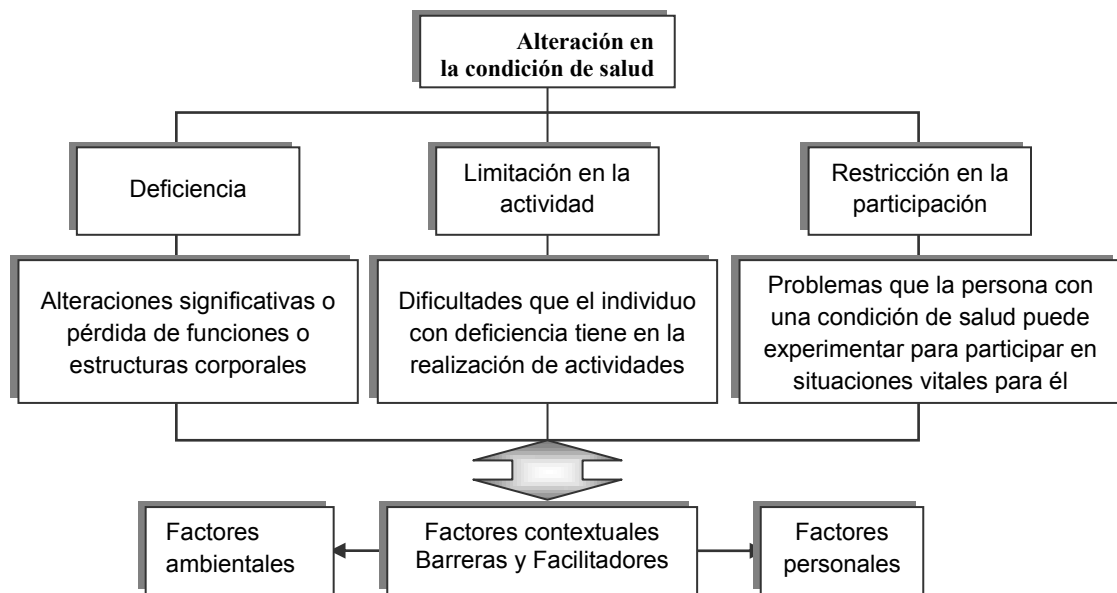 Alteración en
la condición de salud
Deficiencia
Limitación en la
actividad
Restricción en la
participación
Alteraciones significativas o
pérdida de funciones o
estructuras corporales
Dificultades que el individuo
con deficiencia tiene en la
realización de actividades
Problemas que la persona con
una condición de salud puede
experimentar para participar en
situaciones vitales para él
Factores
ambientales
Factores contextuales
Barreras y Facilitadores
Factores
personales